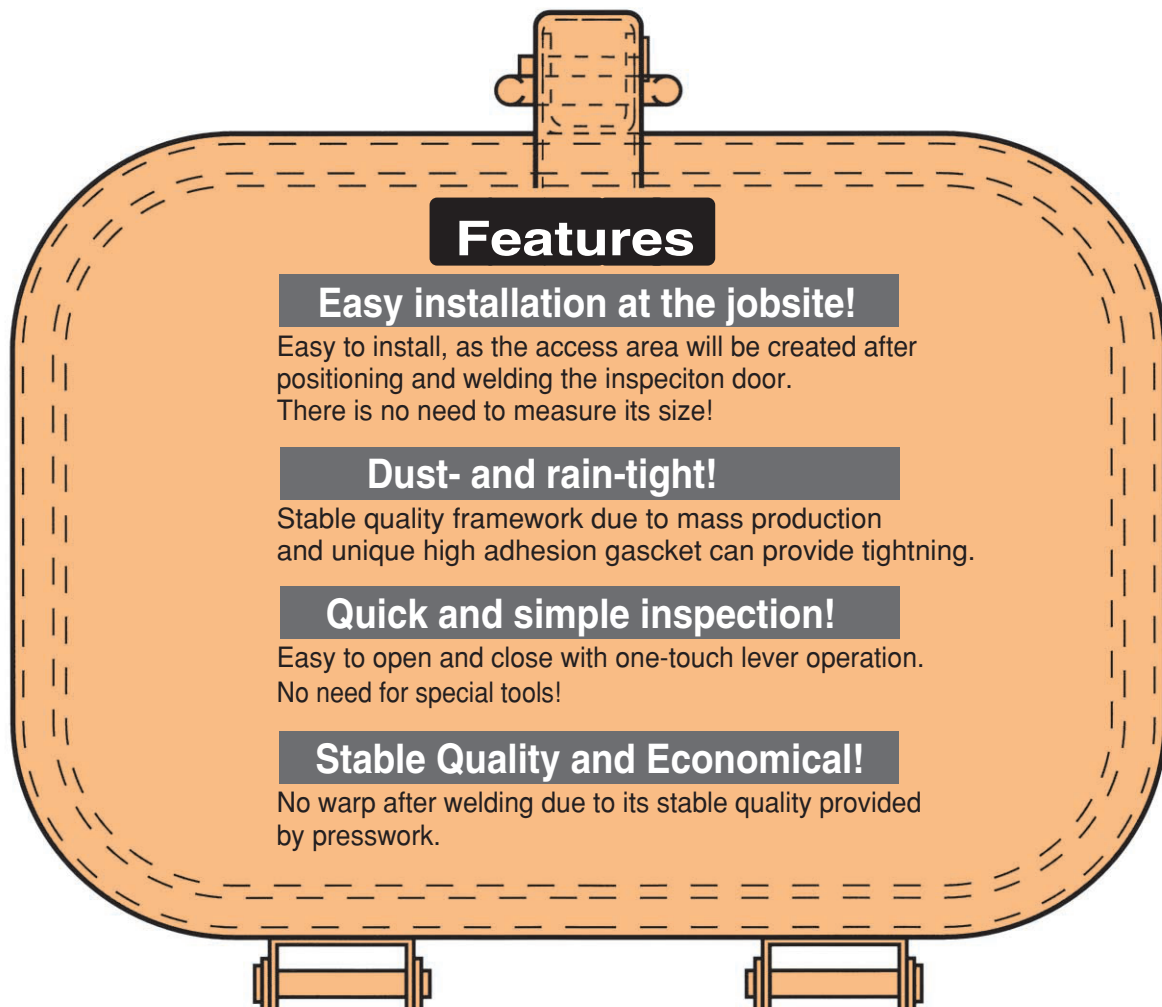 Features
Easy installation at the jobsite!
Easy to install, as the access area will be created after
positioning and welding the inspeciton door.
There is no need to measure its size!
Dust- and rain-tight!
Stable quality framework due to mass production
and unique high adhesion gascket can provide tightning.
Quick and simple inspection!
Easy to open and close with one-touch lever operation.
No need for special tools!
Stable Quality and Economical!
No warp after welding due to its stable quality provided
by presswork.